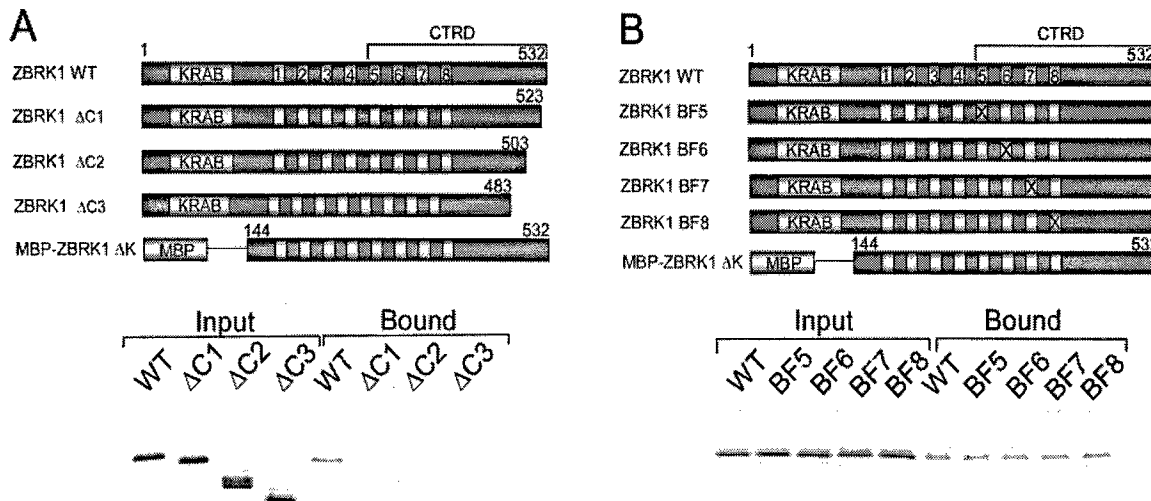 A
CTRD
1
532
ZBRK1 WT
KRAB
1 2 3 4 5 6 7 8
523
ZBRK1 ΔC1
KRAB
503
ZBRK1 ΔC2
KRAB
483
ZBRK1 ΔC3
KRAB
144
532
MBP-ZBRK1 ΔK
MBP
Input
Bound
WT ΔC1 ΔC2 ΔC3 WT ΔC1 ΔC2 ΔC3
B
CTRD
1
532
ZBRK1 WT
KRAB
1 2 3 4 5 6 7 8
ZBRK1 BF5
KRAB
X
ZBRK1 BF6
KRAB
X
ZBRK1 BF7
KRAB
X
ZBRK1 BF8
KRAB
X
144
532
MBP-ZBRK1 ΔK
MBP
Input
Bound
WT BF5 BF6 BF7 BF8 WT BF5 BF6 BF7 BF8